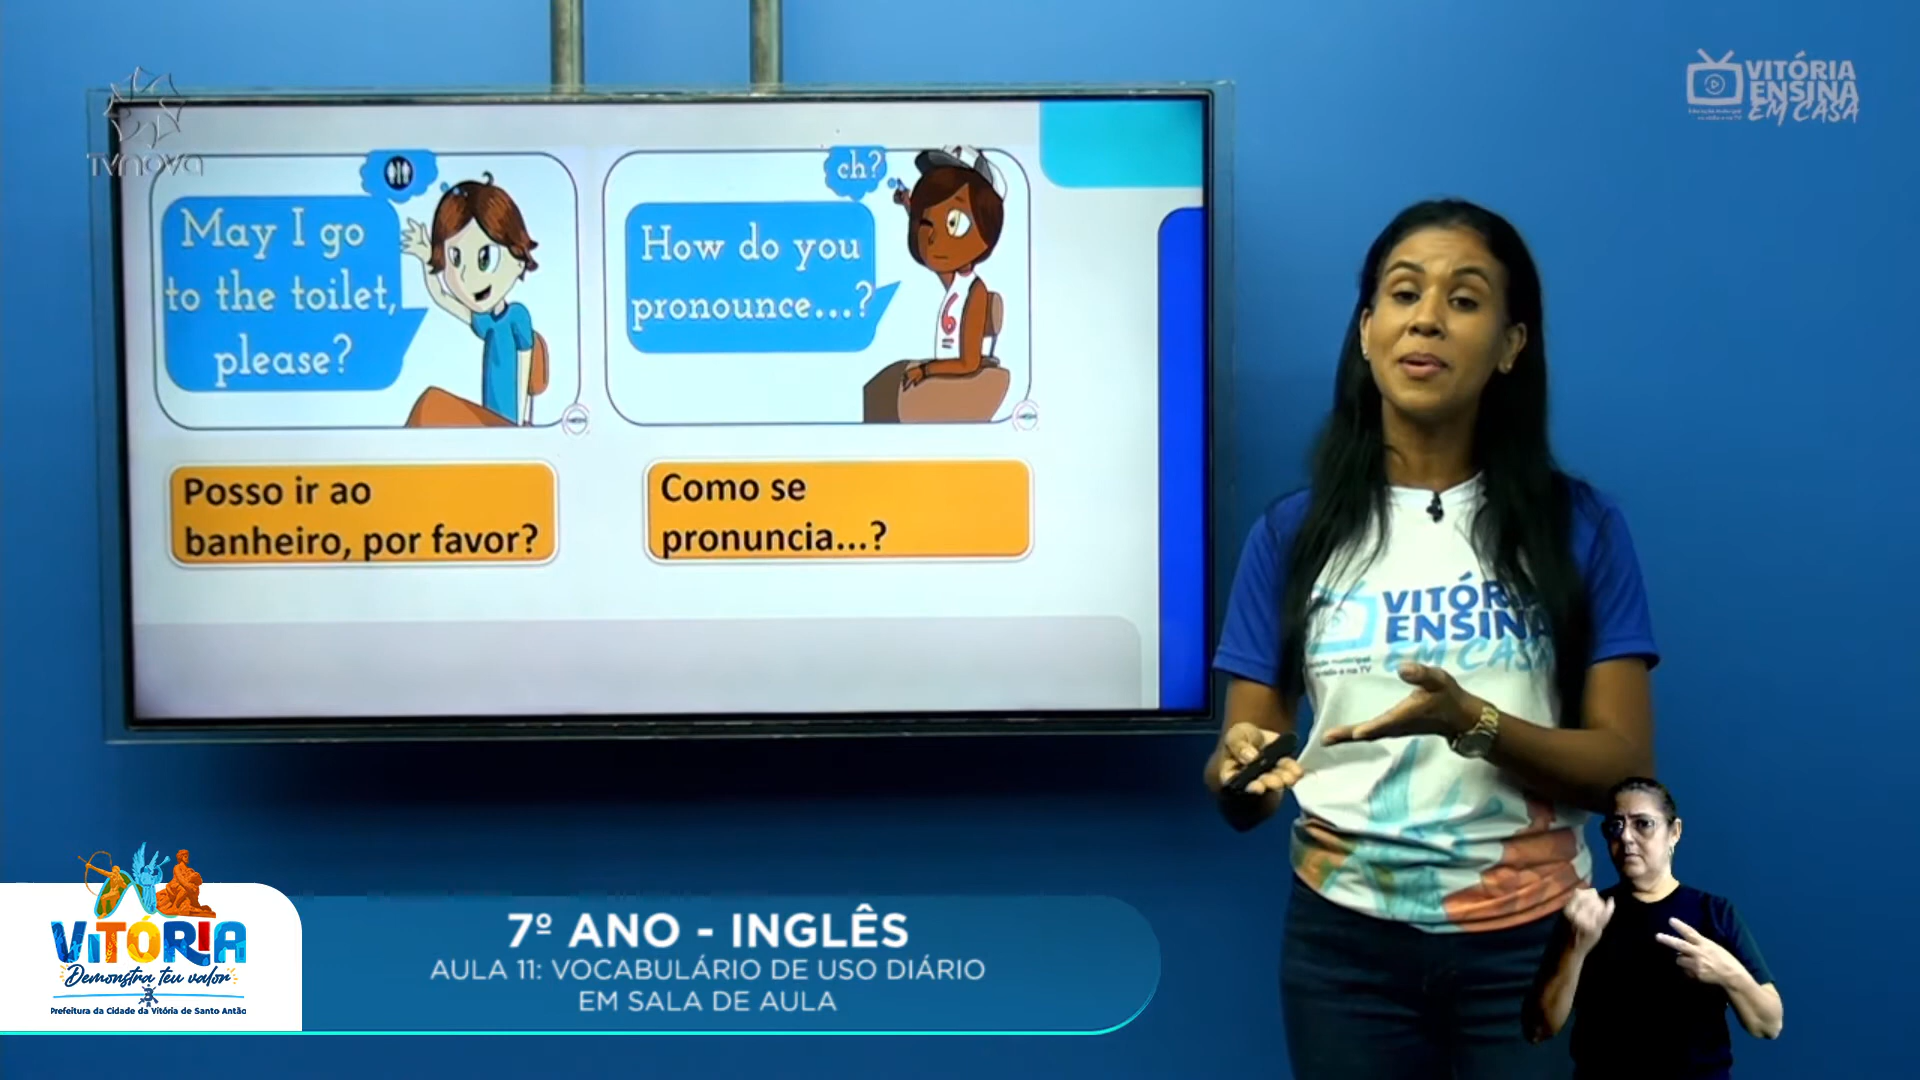 TVNOVA
VITÓRIA
ENSINA
EM CASA
ch?
May I go
to the toilet,
please?
How do you
pronounce...?
6
Posso ir ao
banheiro, por favor?
Como se
pronuncia...?
VITÓRIA
ENSINA
EM CASA
VITÓRIA
Demonstra teu valor
Prefeitura da Cidade da Vitória de Santo Antão
7º ANO - INGLÊS
AULA 11: VOCABULÁRIO DE USO DIÁRIO
EM SALA DE AULA